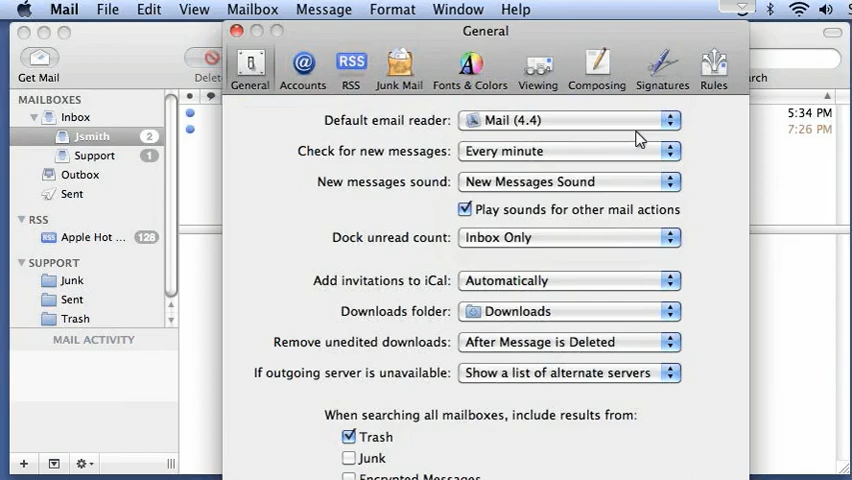 Mail File Edit View Mailbox Message Format Window Help
General
Get Mail
Delete
General Accounts RSS Junk Mail Fonts & Colors Viewing Composing Signatures Rules
RSS
MAILBOXES
Inbox
Jsmith 2
Support 1
Outbox
Sent
RSS
RSS Apple Hot ... 128
SUPPORT
Junk
Sent
Trash
MAIL ACTIVITY
Default email reader: Mail (4.4)
Check for new messages: Every minute
New messages sound: New Messages Sound
Play sounds for other mail actions
Dock unread count: Inbox Only
Add invitations to iCal: Automatically
Downloads folder: Downloads
Remove unedited downloads: After Message is Deleted
If outgoing server is unavailable: Show a list of alternate servers
When searching all mailboxes, include results from:
Trash
Junk
Encrypted Messages
5:34 PM
7:26 PM